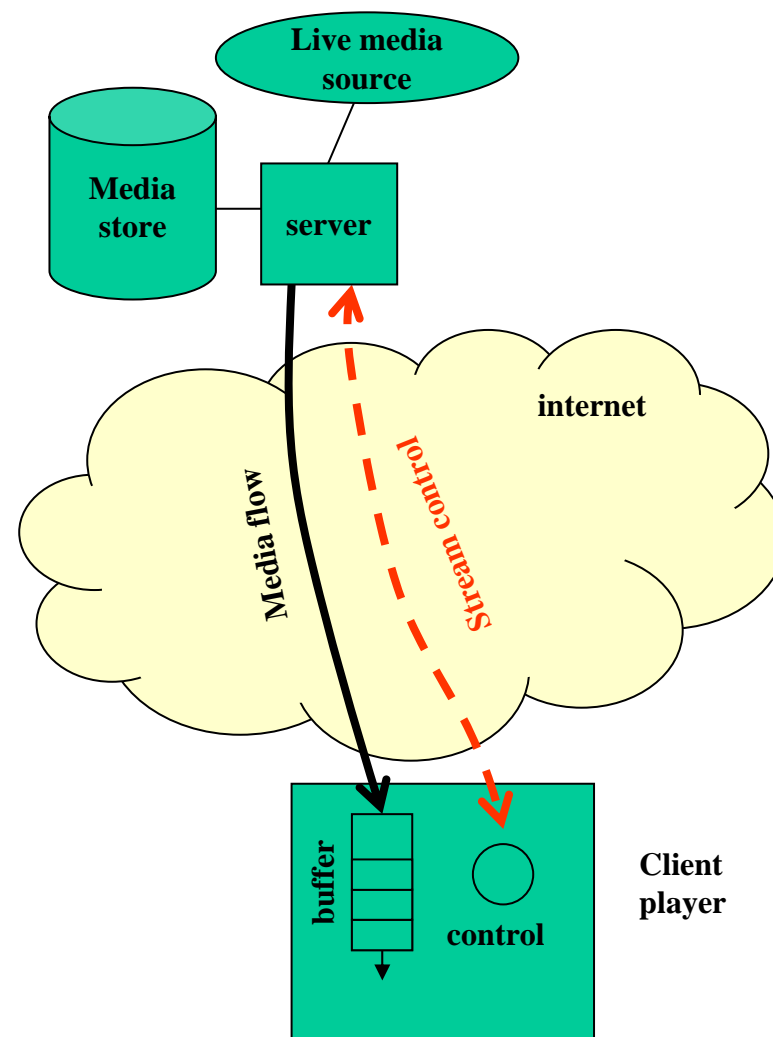 Live media
source
Media
store
server
internet
Media flow
Stream control
buffer
control
Client
player